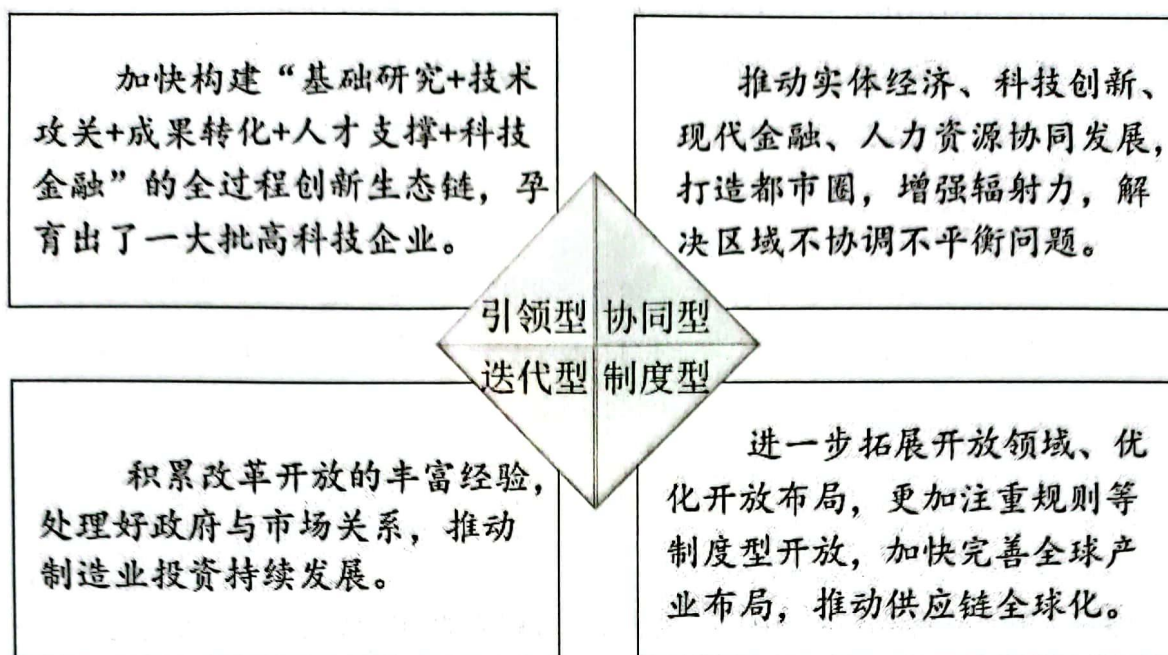 加快构建“基础研究+技术
攻关+成果转化+人才支撑+科技
金融”的全过程创新生态链，孕
育出了一大批高科技企业。
推动实体经济、科技创新、
现代金融、人力资源协同发展，
打造都市圈，增强辐射力，解
决区域不协调不平衡问题。
引领型 协同型
迭代型 制度型
积累改革开放的丰富经验，
处理好政府与市场关系，推动
制造业投资持续发展。
进一步拓展开放领域、优
化开放布局，更加注重规则等
制度型开放，加快完善全球产
业布局，推动供应链全球化。